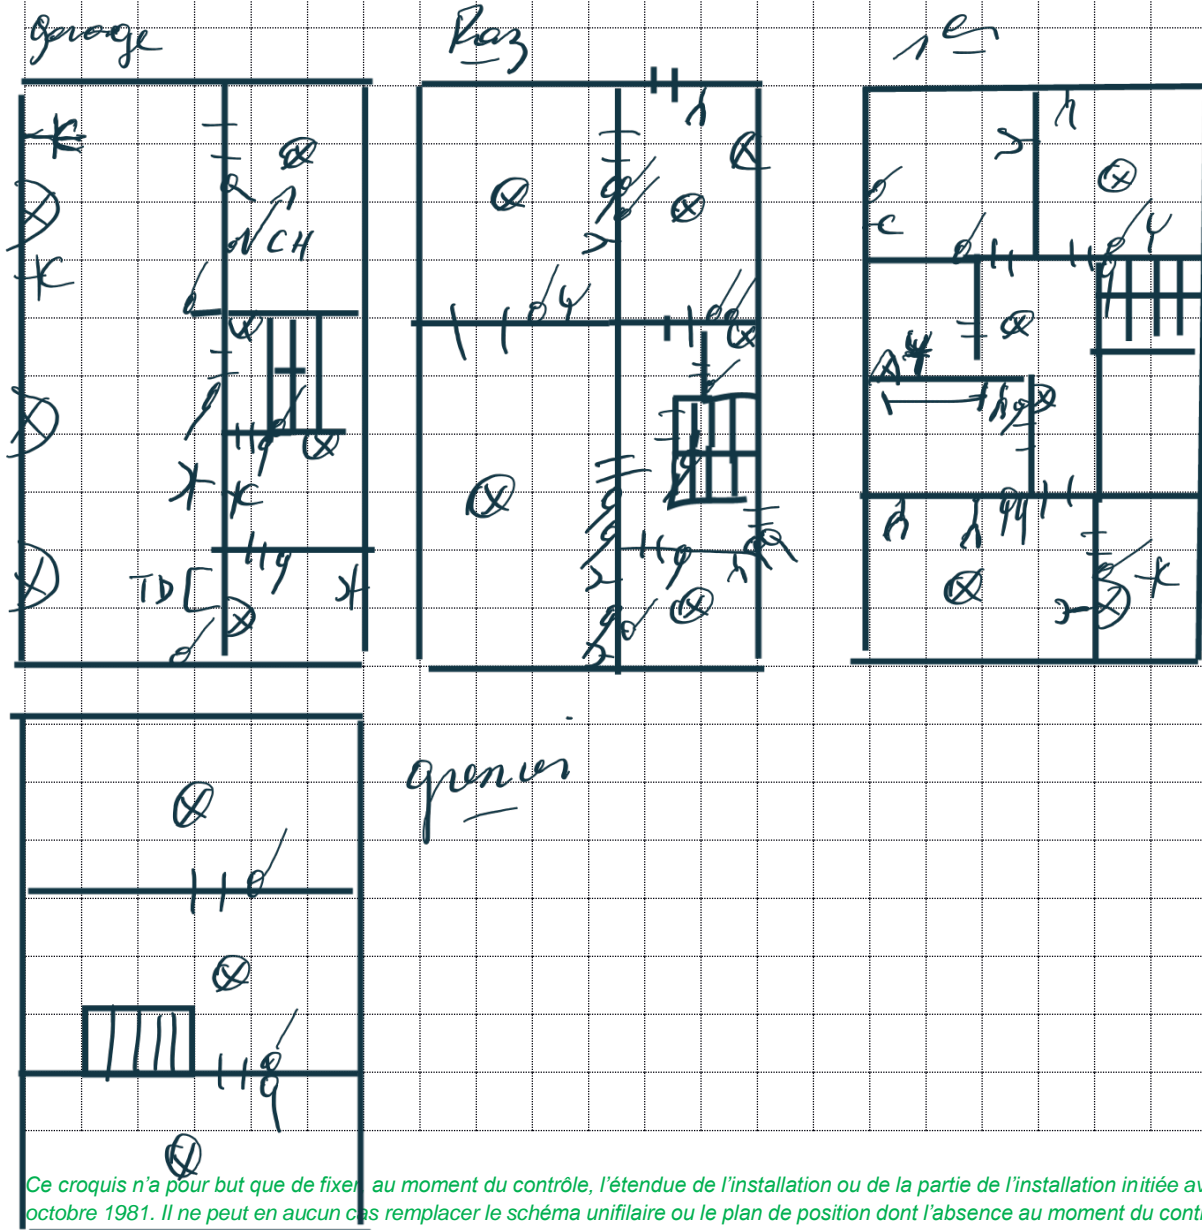 garage
Raz
1er
CH
TD
grenier
Ce croquis n'a pour but que de fixer au moment du contrôle, l'étendue de l'installation ou de la partie de l'installation initiée av
octobre 1981. Il ne peut en aucun cas remplacer le schéma unifilaire ou le plan de position dont l'absence au moment du cont